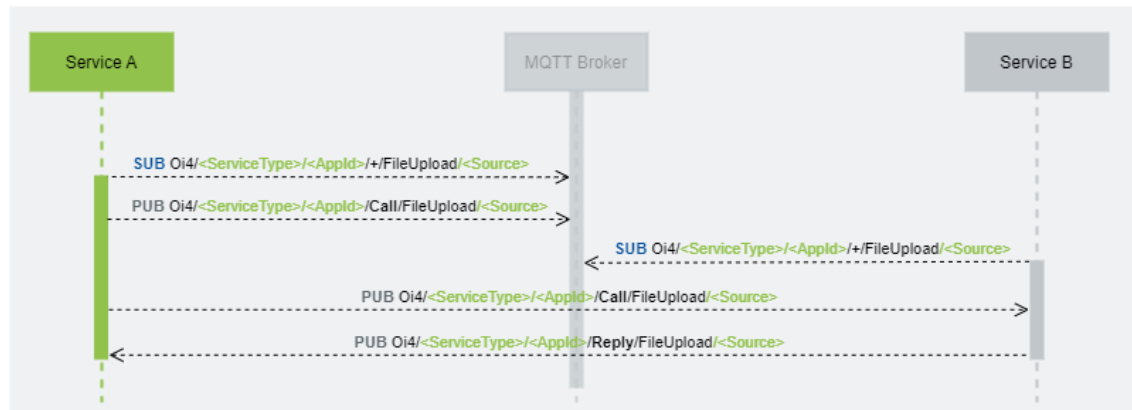 Service A
MQTT Broker
Service B
SUB Oi4/<ServiceType>/<AppId>/+/FileUpload/<Source>
PUB Oi4/<ServiceType>/<AppId>/Call/FileUpload/<Source>
SUB Oi4/<ServiceType>/<AppId>/+/FileUpload/<Source>
PUB Oi4/<ServiceType>/<AppId>/Call/FileUpload/<Source>
PUB Oi4/<ServiceType>/<AppId>/Reply/FileUpload/<Source>